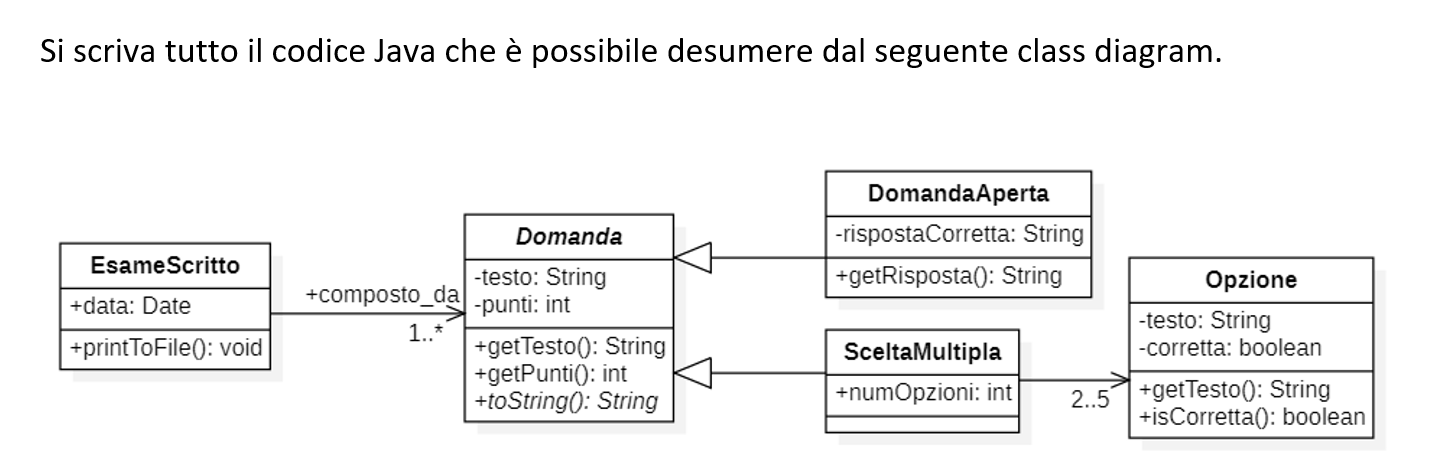 Si scriva tutto il codice Java che è possibile desumere dal seguente class diagram.
EsameScritto
+data: Date
+printToFile(): void
+composto_da
1..*
Domanda
-testo: String
-punti: int
+getTesto(): String
+getPunti(): int
+toString(): String
DomandaAperta
-rispostaCorretta: String
+getRisposta(): String
SceltaMultipla
+numOpzioni: int
2..5
Opzione
-testo: String
-corretta: boolean
+getTesto(): String
+isCorretta(): boolean